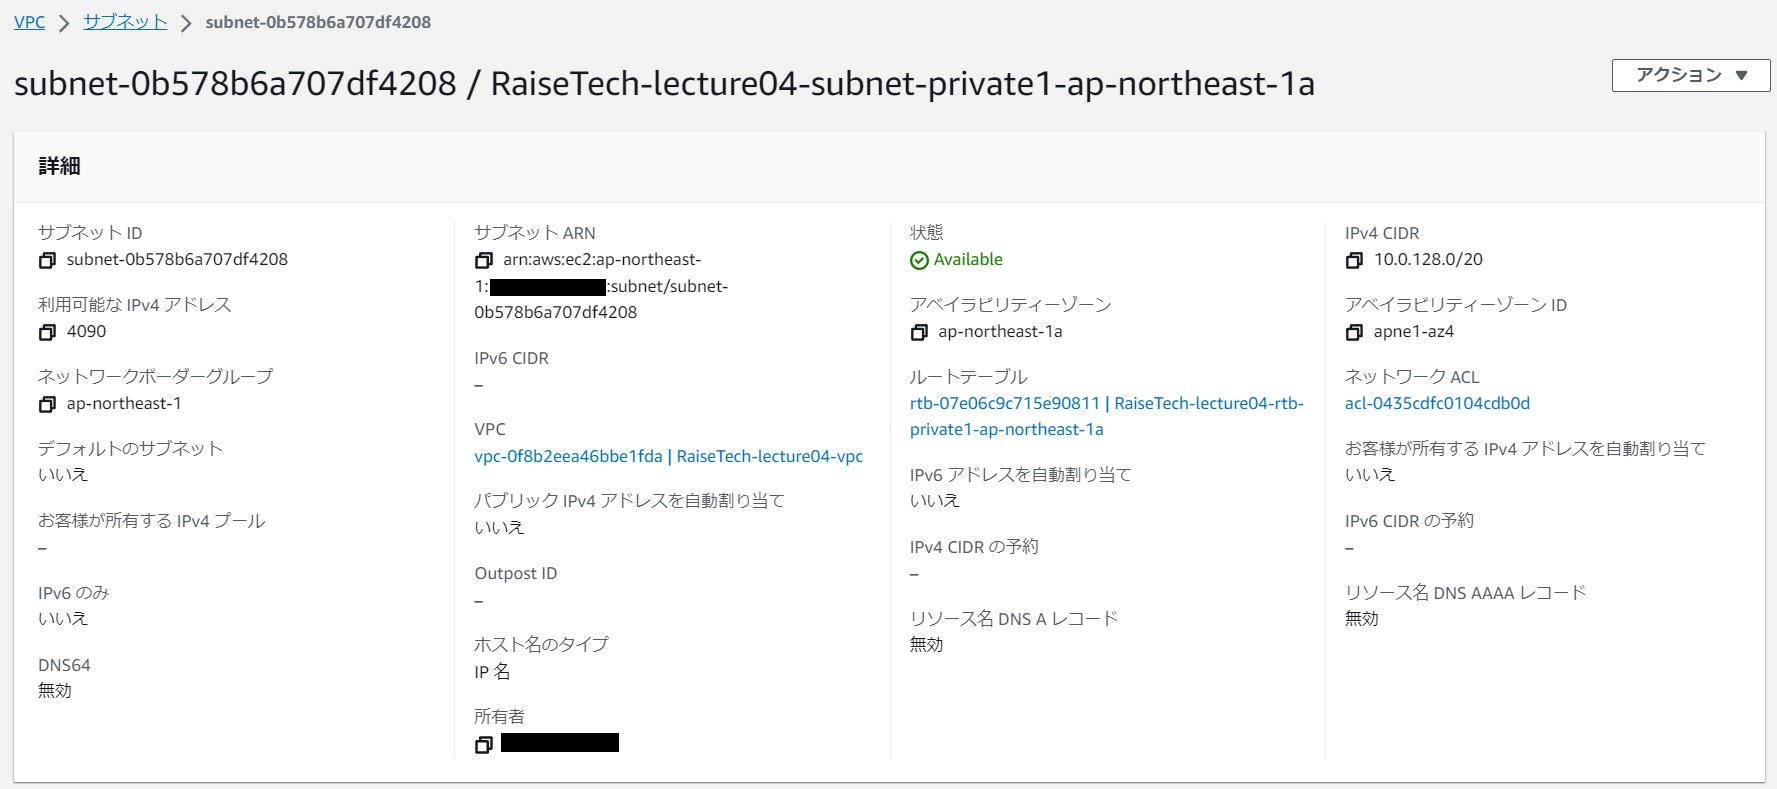 VPC > サブネット > subnet-0b578b6a707df4208
subnet-0b578b6a707df4208 / RaiseTech-lecture04-subnet-private1-ap-northeast-1a
アクション ▼
詳細
サブネット ID
subnet-0b578b6a707df4208
利用可能な IPv4 アドレス
4090
ネットワークボーダーグループ
ap-northeast-1
デフォルトのサブネット
いいえ
お客様が所有する IPv4 プール
–
IPv6 のみ
いいえ
DNS64
無効
サブネット ARN
arn:aws:ec2:ap-northeast-
1: :subnet/subnet-
0b578b6a707df4208
IPv6 CIDR
–
VPC
vpc-0f8b2eea46bbe1fda | RaiseTech-lecture04-vpc
パブリック IPv4 アドレスを自動割り当て
いいえ
Outpost ID
–
ホスト名のタイプ
IP 名
所有者
状態
Available
アベイラビリティーゾーン
ap-northeast-1a
ルートテーブル
rtb-07e06c9c715e90811 | RaiseTech-lecture04-rtb-
private1-ap-northeast-1a
IPv6 アドレスを自動割り当て
いいえ
IPv4 CIDR の予約
–
リソース名 DNS A レコード
無効
IPv4 CIDR
10.0.128.0/20
アベイラビリティーゾーン ID
apne1-az4
ネットワーク ACL
acl-0435cdfc0104cdb0d
お客様が所有する IPv4 アドレスを自動割り当て
いいえ
IPv6 CIDR の予約
–
リソース名 DNS AAAA レコード
無効